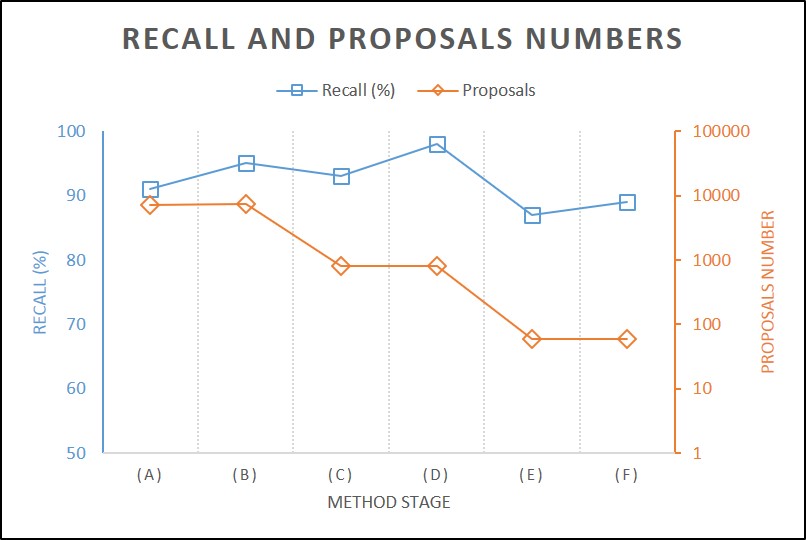 RECALL AND PROPOSALS NUMBERS
Recall (%) Proposals
100 100000
90 10000
80 1000
70 100
60 10
50 1
RECALL (%)
PROPOSALS NUMBER
(A) (B) (C) (D) (E) (F)
METHOD STAGE